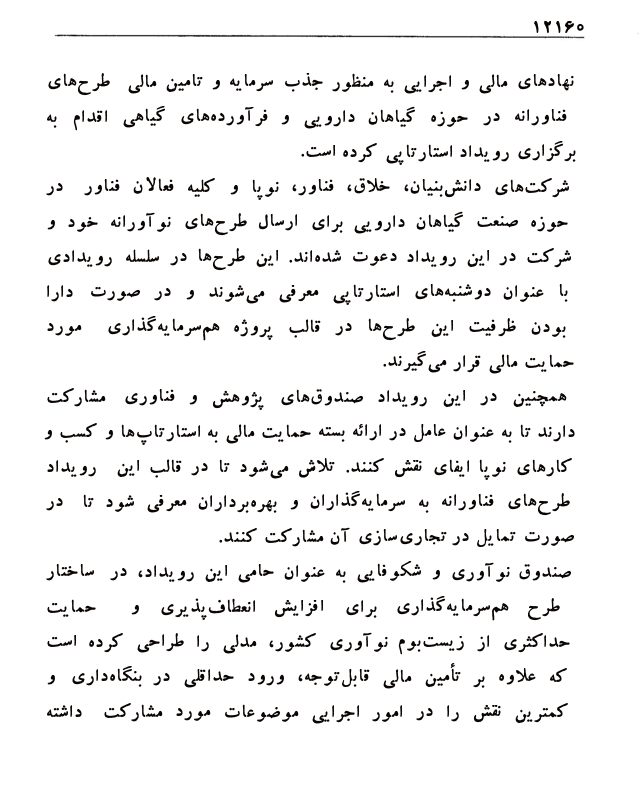 ۱۲۱۶۰
نهادهای مالی و اجرایی به منظور جذب سرمایه و تامین مالی طرح‌های
فناورانه در حوزه گیاهان دارویی و فرآورده‌های گیاهی اقدام به
برگزاری رویداد استارتاپی کرده است.
شرکت‌های دانش‌بنیان، خلاق، فناور، نوپا و کلیه فعالان فناور در
حوزه صنعت گیاهان دارویی برای ارسال طرح‌های نوآورانه خود و
شرکت در این رویداد دعوت شده‌اند. این طرح‌ها در سلسله رویدادی
با عنوان دوشنبه‌های استارتاپی معرفی می‌شوند و در صورت دارا
بودن ظرفیت این طرح‌ها در قالب پروژه هم‌سرمایه‌گذاری مورد
حمایت مالی قرار می‌گیرند.
همچنین در این رویداد صندوق‌های پژوهش و فناوری مشارکت
دارند تا به عنوان عامل در ارائه بسته حمایت مالی به استارتاپ‌ها و کسب و
کارهای نوپا ایفای نقش کنند. تلاش می‌شود تا در قالب این رویداد
طرح‌های فناورانه به سرمایه‌گذاران و بهره‌برداران معرفی شود تا در
صورت تمایل در تجاری‌سازی آن مشارکت کنند.
صندوق نوآوری و شکوفایی به عنوان حامی این رویداد، در ساختار
طرح هم‌سرمایه‌گذاری برای افزایش انعطاف‌پذیری و حمایت
حداکثری از زیست‌بوم نوآوری کشور، مدلی را طراحی کرده است
که علاوه بر تأمین مالی قابل‌توجه، ورود حداقلی در بنگاه‌داری و
کمترین نقش را در امور اجرایی موضوعات مورد مشارکت داشته